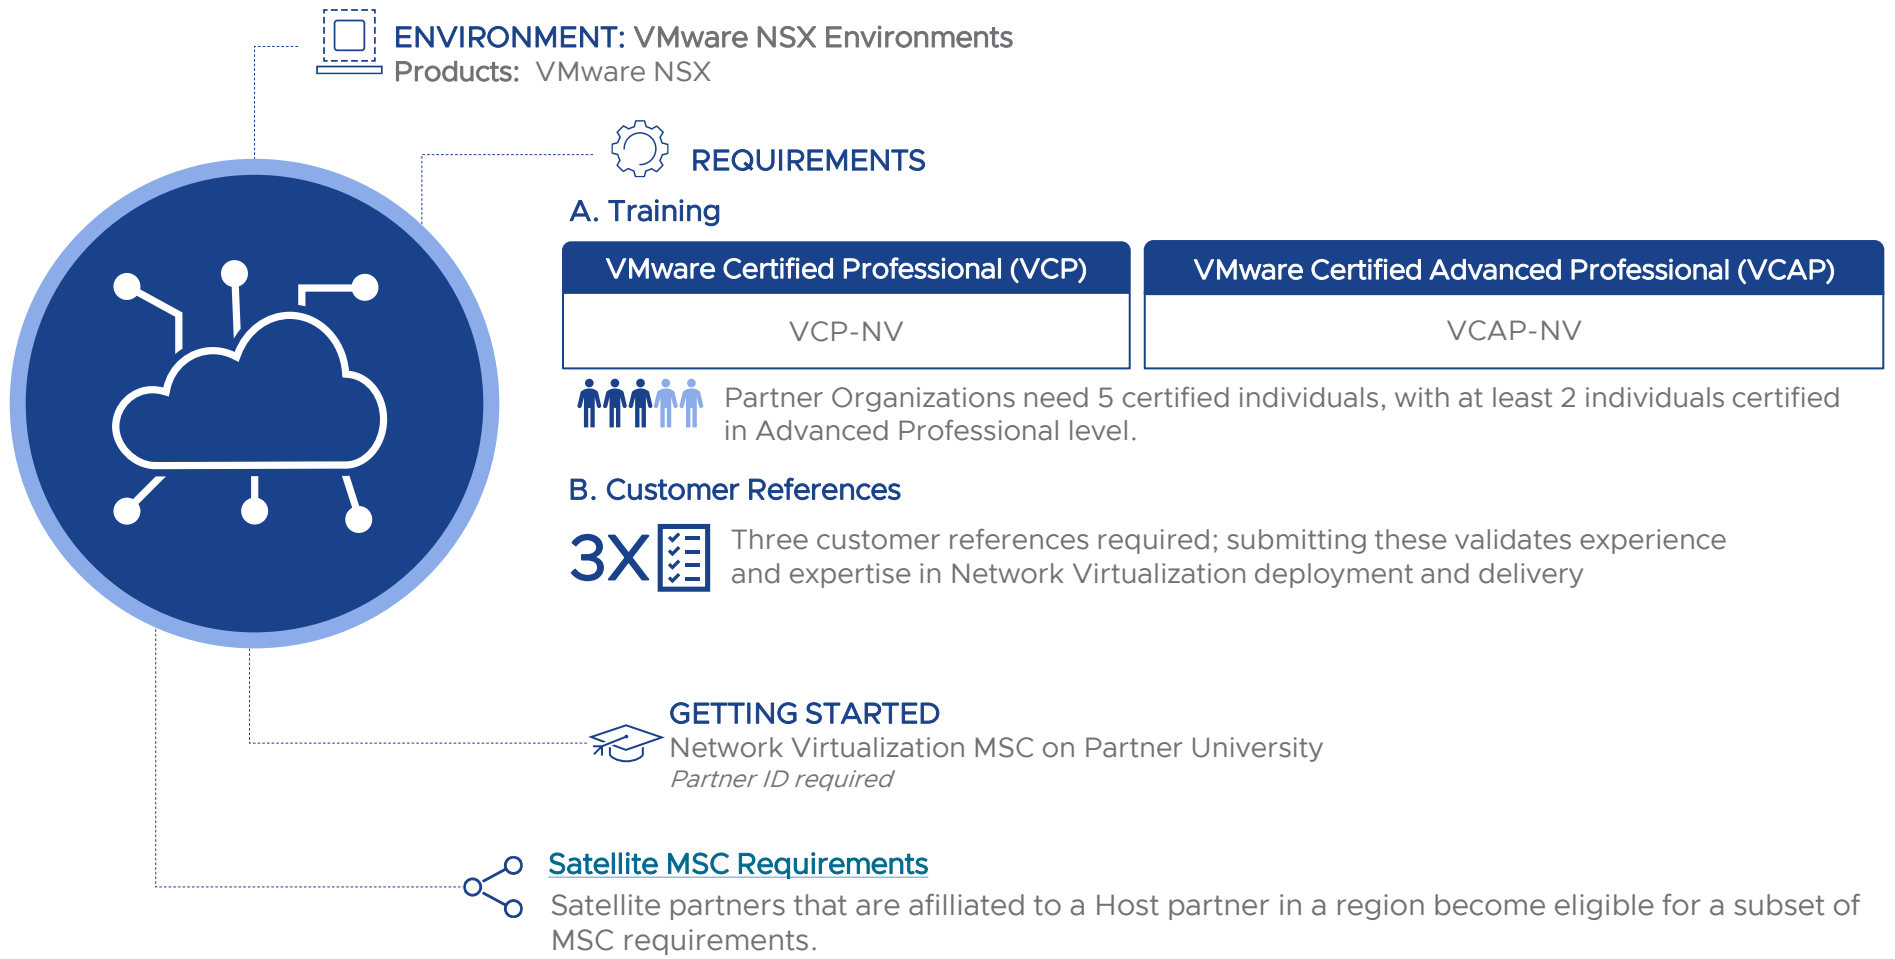 ENVIRONMENT: VMware NSX Environments
Products: VMware NSX
REQUIREMENTS
A. Training
VMware Certified Professional (VCP)
VMware Certified Advanced Professional (VCAP)
VCP-NV
VCAP-NV
Partner Organizations need 5 certified individuals, with at least 2 individuals certified
in Advanced Professional level.
B. Customer References
3X
Three customer references required; submitting these validates experience
and expertise in Network Virtualization deployment and delivery
GETTING STARTED
Network Virtualization MSC on Partner University
Partner ID required
Satellite MSC Requirements
Satellite partners that are afilliated to a Host partner in a region become eligible for a subset of
MSC requirements.